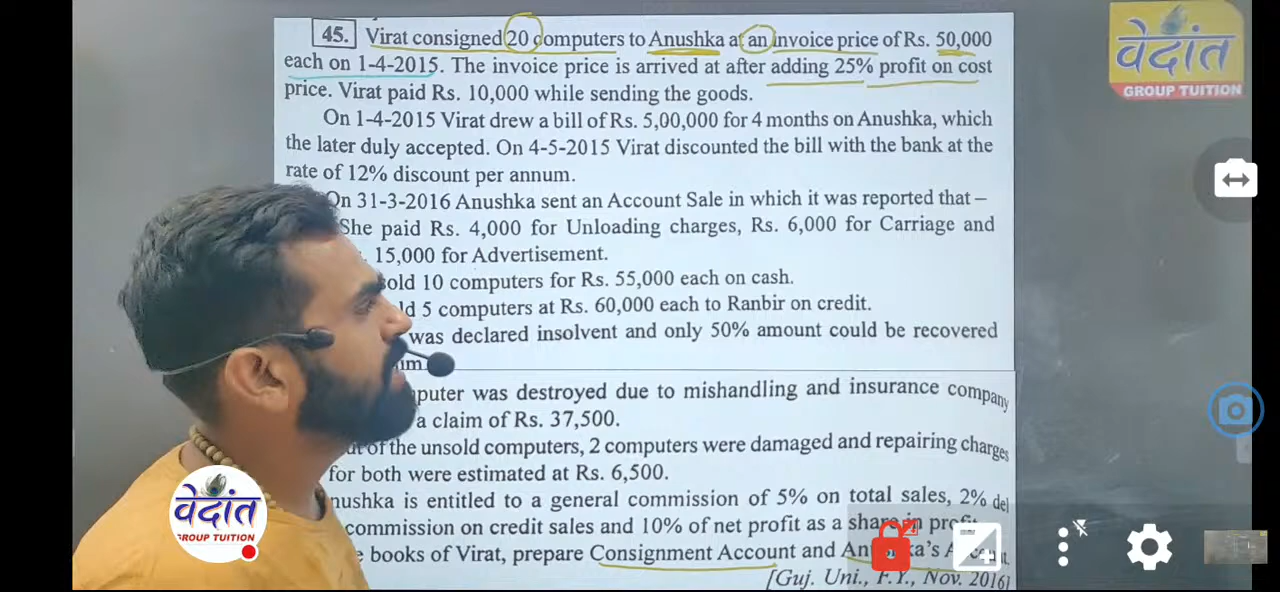 45. Virat consigned 20 computers to Anushka at an invoice price of Rs. 50,000
each on 1-4-2015. The invoice price is arrived at after adding 25% profit on cost
price. Virat paid Rs. 10,000 while sending the goods.
On 1-4-2015 Virat drew a bill of Rs. 5,00,000 for 4 months on Anushka, which
the later duly accepted. On 4-5-2015 Virat discounted the bill with the bank at the
rate of 12% discount per annum.
On 31-3-2016 Anushka sent an Account Sale in which it was reported that –
She paid Rs. 4,000 for Unloading charges, Rs. 6,000 for Carriage and
15,000 for Advertisement.
sold 10 computers for Rs. 55,000 each on cash.
5 computers at Rs. 60,000 each to Ranbir on credit.
was declared insolvent and only 50% amount could be recovered
was destroyed due to mishandling and insurance company
a claim of Rs. 37,500.
of the unsold computers, 2 computers were damaged and repairing charges
for both were estimated at Rs. 6,500.
is entitled to a general commission of 5% on total sales, 2% del
commission on credit sales and 10% of net profit as a share in
books of Virat, prepare Consignment Account and
[Guj. Uni., F.Y., Nov. 2016]
वेदांत
GROUP TUITION
वेदांत
GROUP TUITION